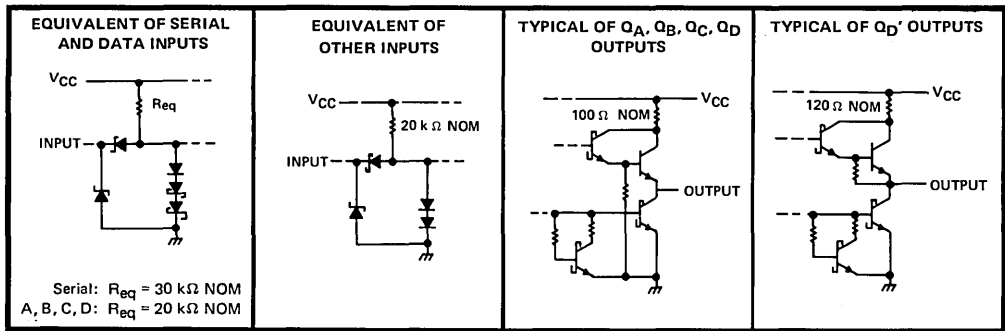 EQUIVALENT OF SERIAL
AND DATA INPUTS
VCC
Req
INPUT
Serial: Req = 30 kΩ NOM
A, B, C, D: Req = 20 kΩ NOM
EQUIVALENT OF
OTHER INPUTS
VCC
20 kΩ NOM
INPUT
TYPICAL OF QA, QB, QC, QD
OUTPUTS
VCC
100 Ω NOM
OUTPUT
TYPICAL OF QD' OUTPUTS
VCC
120 Ω NOM
OUTPUT